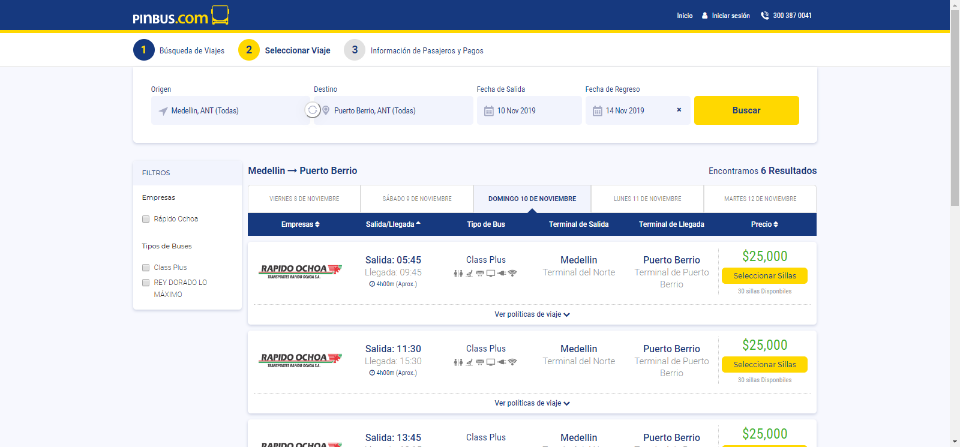 PINBUS.COM
Inicio Iniciar sesión 300 387 0041
1 Búsqueda de Viajes 2 Seleccionar Viaje 3 Información de Pasajeros y Pagos
Origen Destino Fecha de Salida Fecha de Regreso
Medellin, ANT (Todas) Puerto Berrio, ANT (Todas) 10 Nov 2019 14 Nov 2019 × Buscar
FILTROS
Empresas
Rápido Ochoa
Tipos de Buses
Class Plus
REY DORADO LO
MÁXIMO
Medellin → Puerto Berrio Encontramos 6 Resultados
VIERNES 8 DE NOVIEMBRE SÁBADO 9 DE NOVIEMBRE DOMINGO 10 DE NOVIEMBRE LUNES 11 DE NOVIEMBRE MARTES 12 DE NOVIEMBRE
Empresas Salida/Llegada Tipo de Bus Terminal de Salida Terminal de Llegada Precio
RAPIDO OCHOA
Salida: 05:45
Llegada: 09:45
4h00m (Aprox.)
Class Plus
Medellin
Terminal del Norte
Puerto Berrio
Terminal de Puerto
Berrio
$25,000
Seleccionar Sillas
30 sillas Disponibles
Ver políticas de viaje
RAPIDO OCHOA
Salida: 11:30
Llegada: 15:30
4h00m (Aprox.)
Class Plus
Medellin
Terminal del Norte
Puerto Berrio
Terminal de Puerto
Berrio
$25,000
Seleccionar Sillas
30 sillas Disponibles
Ver políticas de viaje
RAPIDO OCHOA
Salida: 13:45
Class Plus
Medellin
Puerto Berrio
$25,000